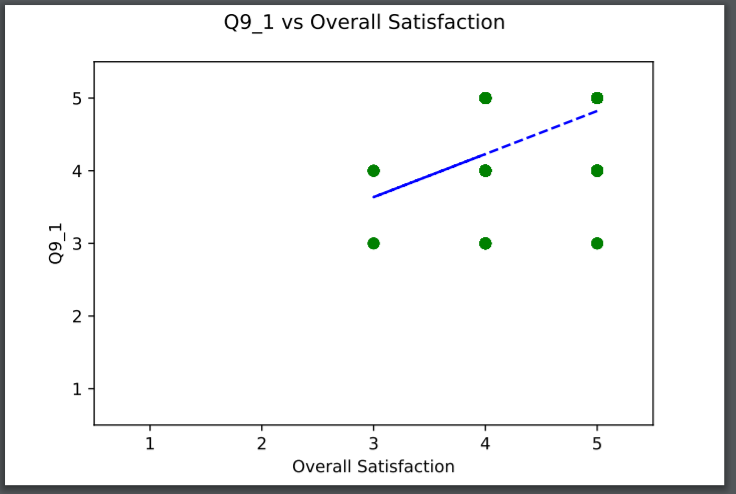 Q9_1 vs Overall Satisfaction
5
4
3
2
1
Q9_1
1 2 3 4 5
Overall Satisfaction